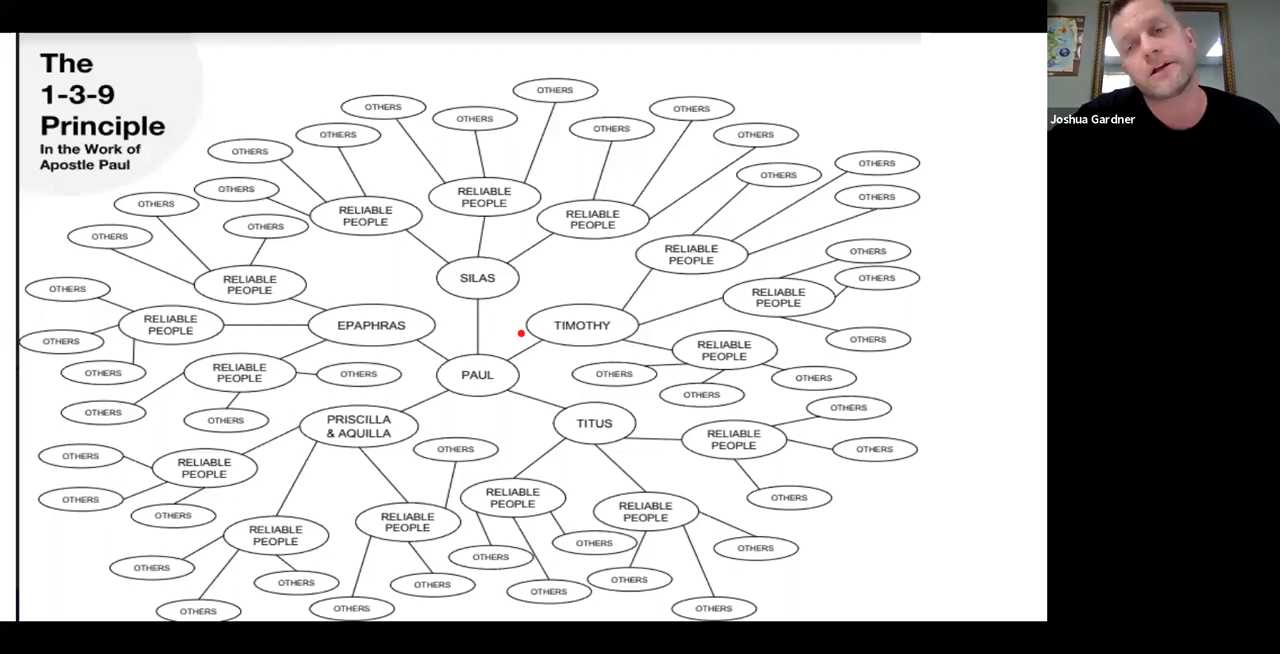 The
1-3-9
Principle
In the Work of
Apostle Paul
Joshua Gardner
OTHERS
OTHERS
OTHERS
OTHERS
OTHERS
OTHERS
OTHERS
OTHERS
OTHERS
OTHERS
OTHERS
OTHERS
RELIABLE
PEOPLE
OTHERS
RELIABLE
PEOPLE
RELIABLE
PEOPLE
OTHERS
OTHERS
RELIABLE
PEOPLE
OTHERS
OTHERS
SILAS
RELIABLE
PEOPLE
OTHERS
RELIABLE
PEOPLE
RELIABLE
PEOPLE
EPAPHRAS
TIMOTHY
OTHERS
OTHERS
RELIABLE
PEOPLE
OTHERS
RELIABLE
PEOPLE
OTHERS
PAUL
OTHERS
OTHERS
OTHERS
OTHERS
OTHERS
OTHERS
PRISCILLA
& AQUILLA
TITUS
RELIABLE
PEOPLE
OTHERS
OTHERS
OTHERS
RELIABLE
PEOPLE
OTHERS
RELIABLE
PEOPLE
OTHERS
RELIABLE
PEOPLE
OTHERS
RELIABLE
PEOPLE
RELIABLE
PEOPLE
OTHERS
OTHERS
OTHERS
OTHERS
OTHERS
OTHERS
OTHERS
OTHERS
OTHERS
OTHERS
OTHERS